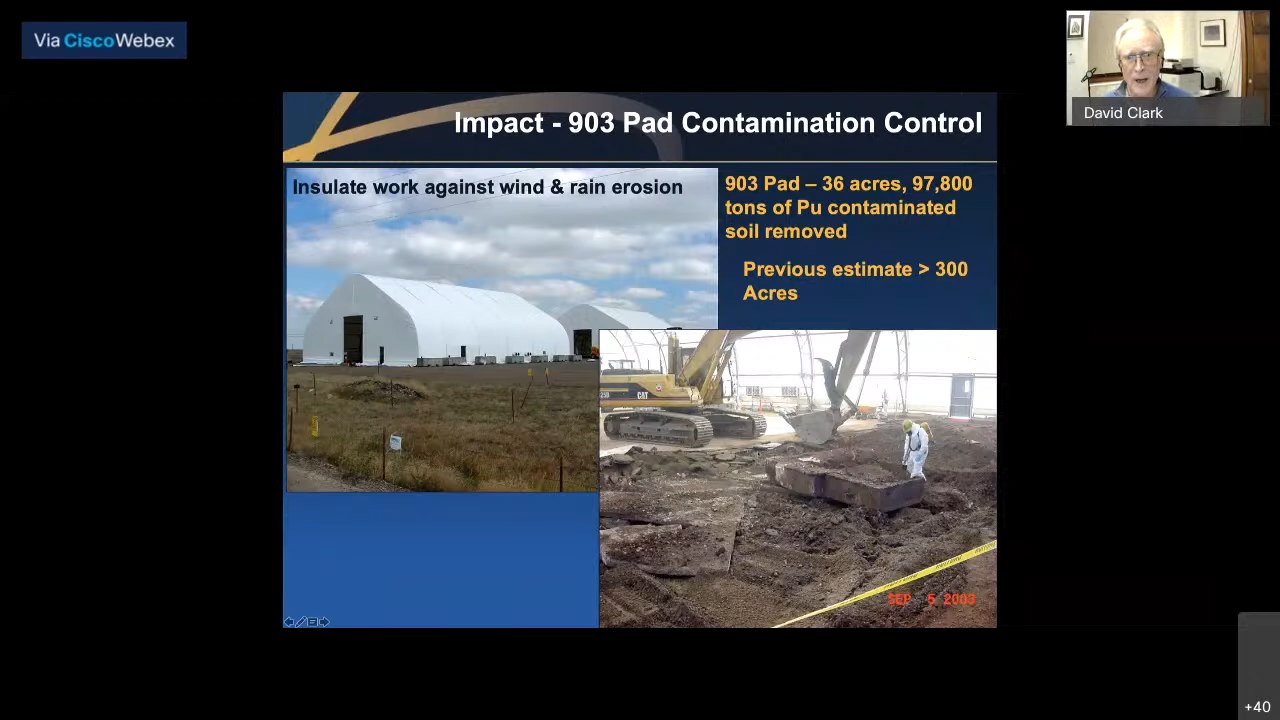 Via CiscoWebex
David Clark
Impact - 903 Pad Contamination Control
Insulate work against wind & rain erosion
903 Pad – 36 acres, 97,800
tons of Pu contaminated
soil removed
Previous estimate > 300
Acres
CAT
SEP 5 2003
+40